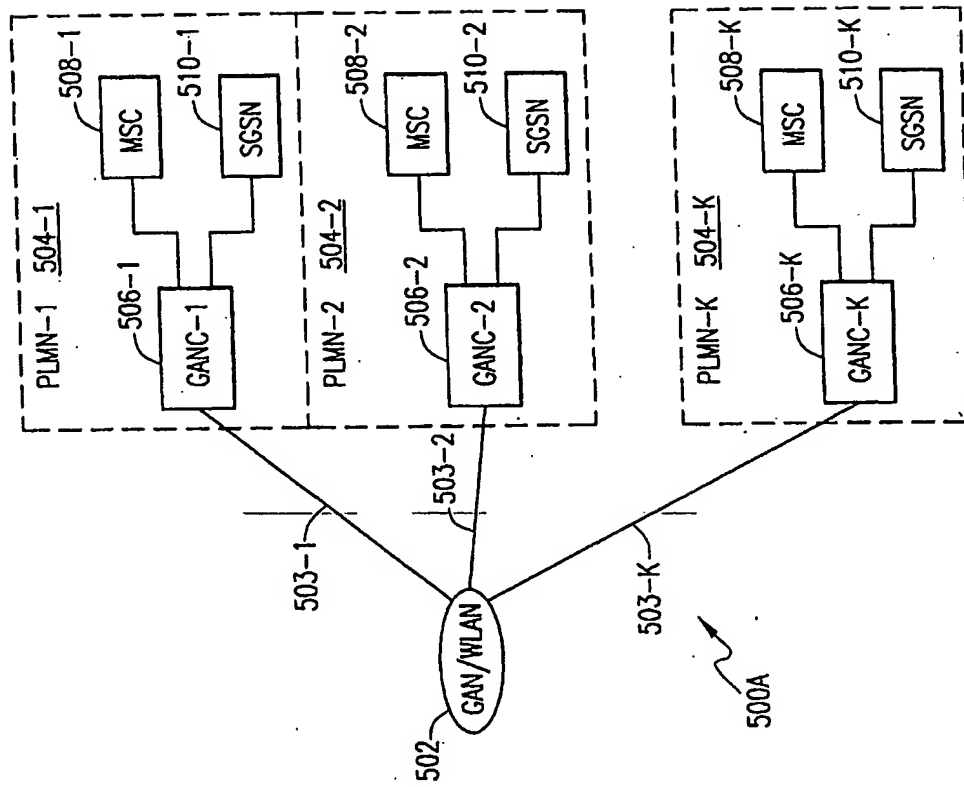 508-1
MSC
510-1
SGSN
PLMN-1
504-1
506-1
GANC-1
508-2
MSC
510-2
SGSN
PLMN-2
504-2
506-2
GANC-2
508-K
MSC
510-K
SGSN
PLMN-K
504-K
506-K
GANC-K
503-1
503-2
503-K
GAN/WLAN
502
500A